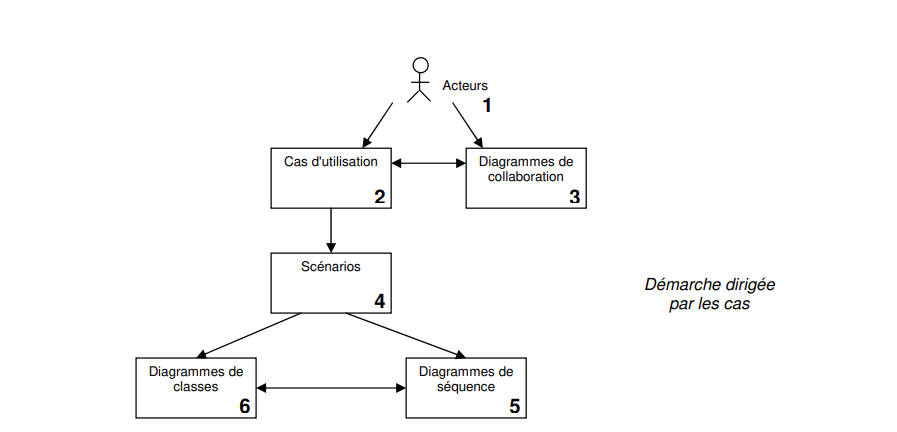 Acteurs
1
Cas d'utilisation
2
Diagrammes de
collaboration
3
Scénarios
4
Démarche dirigée
par les cas
Diagrammes de
classes
6
Diagrammes de
séquence
5